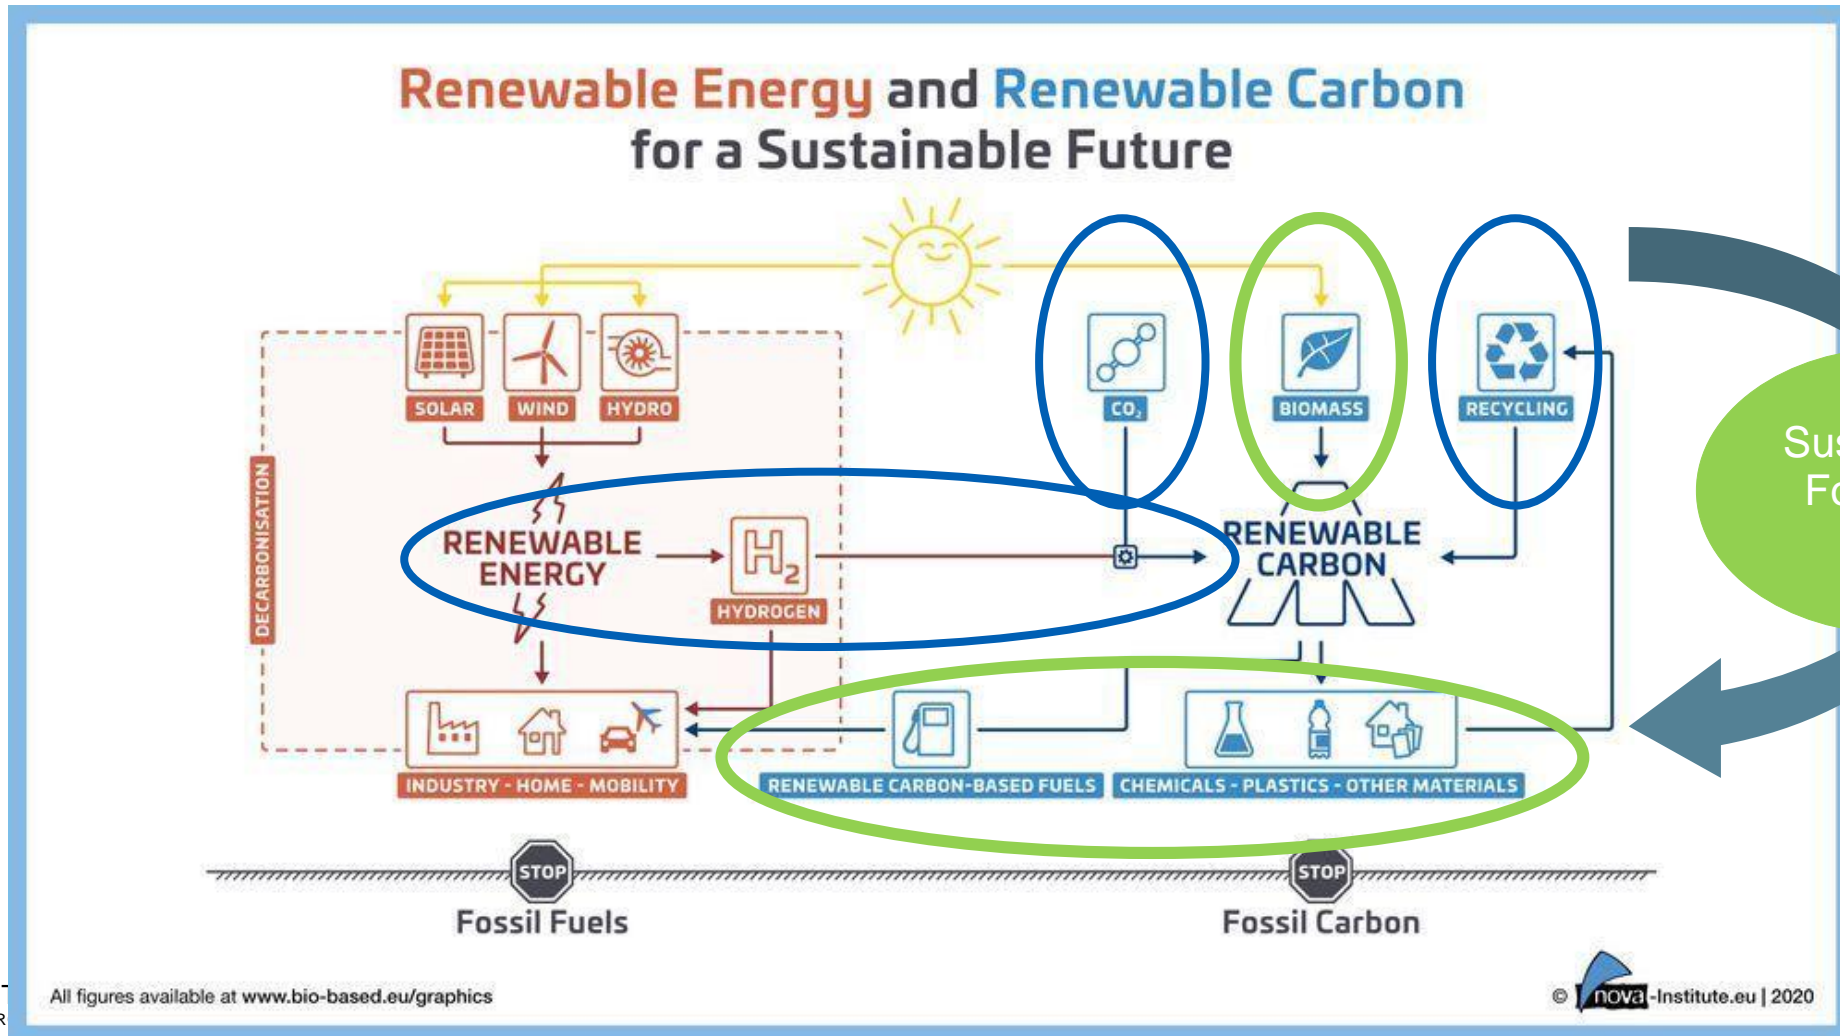 Renewable Energy and Renewable Carbon
for a Sustainable Future
SOLAR
WIND
HYDRO
CO₂
BIOMASS
RECYCLING
DECARBONISATION
RENEWABLE
ENERGY
H₂
HYDROGEN
RENEWABLE
CARBON
INDUSTRY - HOME - MOBILITY
RENEWABLE CARBON-BASED FUELS
CHEMICALS - PLASTICS - OTHER MATERIALS
STOP
Fossil Fuels
STOP
Fossil Carbon
All figures available at www.bio-based.eu/graphics
© nova-Institute.eu | 2020